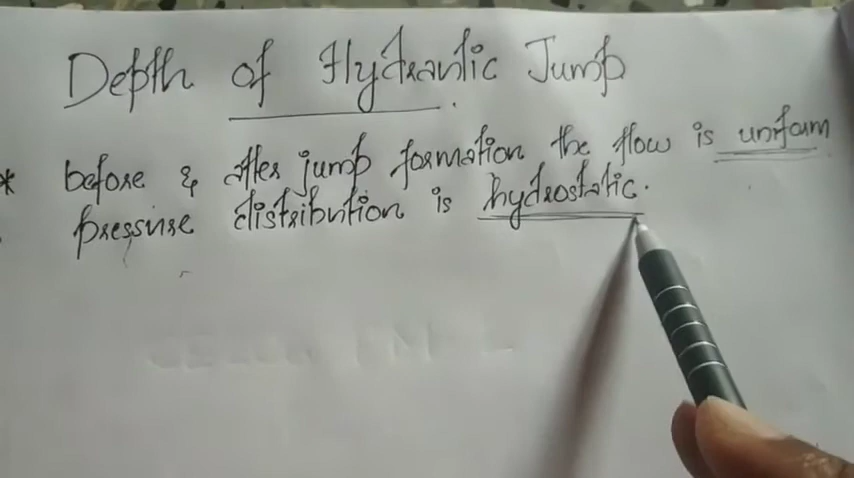 Depth of Hydraulic Jump
* before & after jump formation the flow is uniform
pressure distribution is hydrostatic.